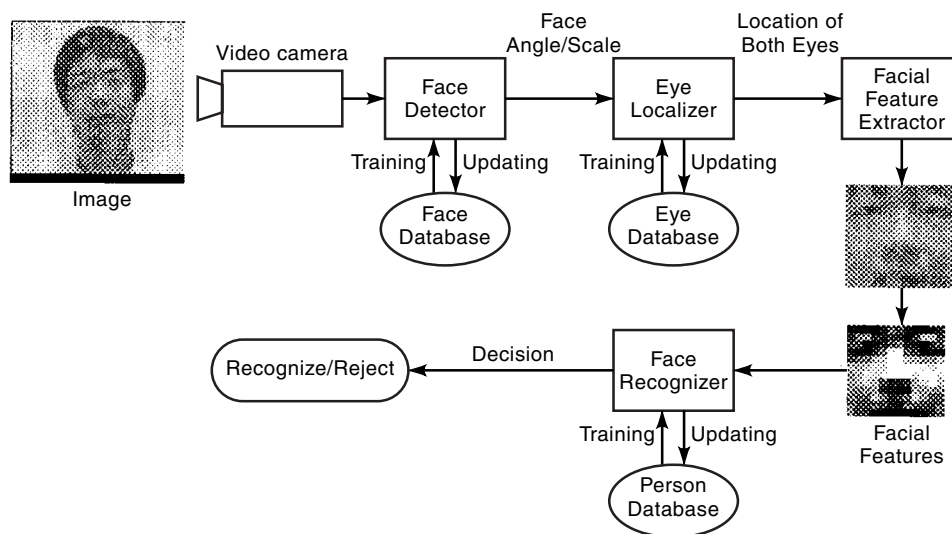 Image
Video camera
Face
Detector
Face
Angle/Scale
Eye
Localizer
Location of
Both Eyes
Facial
Feature
Extractor
Training
Updating
Face
Database
Training
Updating
Eye
Database
Facial
Features
Face
Recognizer
Decision
Recognize/Reject
Training
Updating
Person
Database